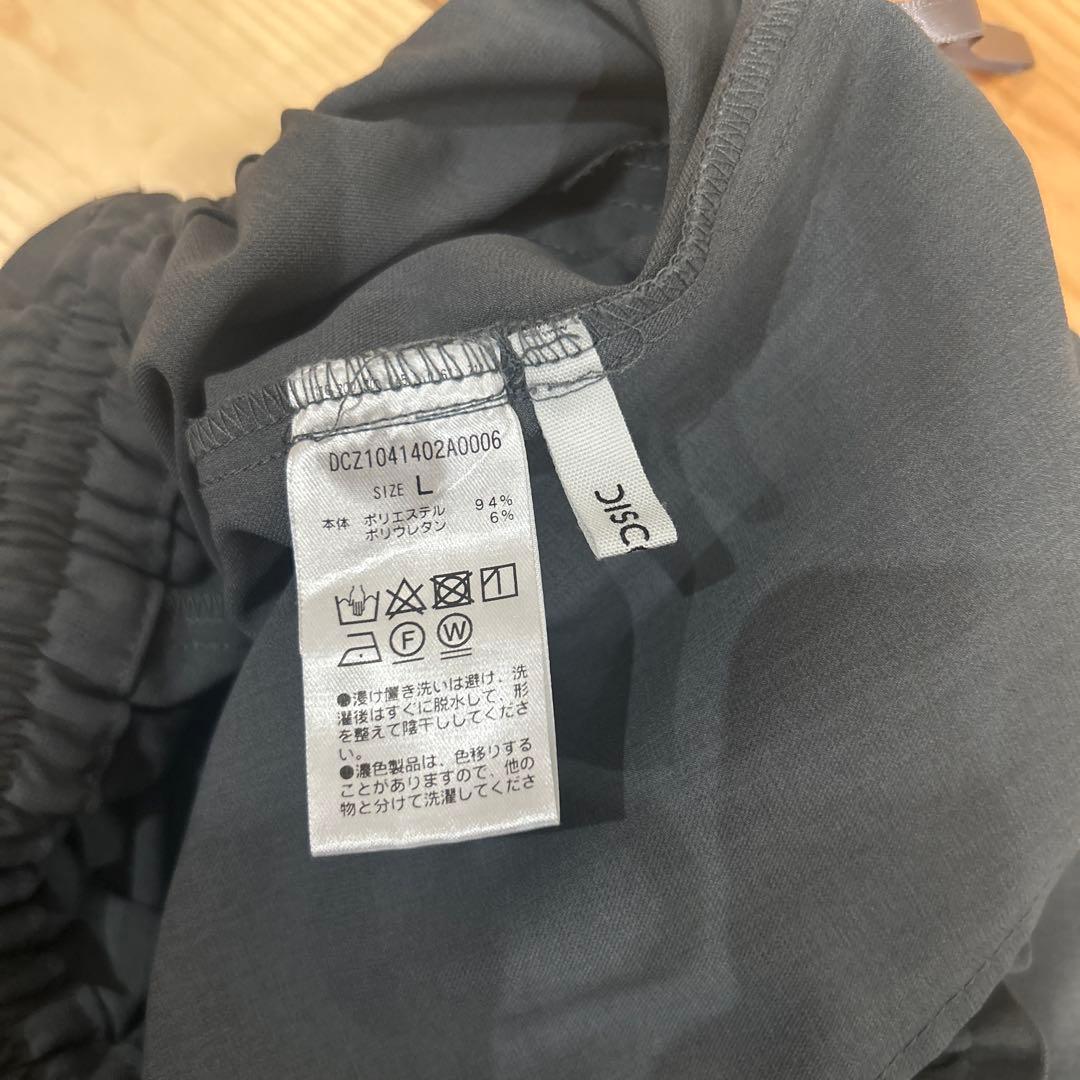 DCZ1041402A0006
SIZE L
本体 ポリエステル 94%
ポリウレタン 6%
F W
●浸け置き洗いは避け、洗
濯後はすぐに脱水して、形
を整えて陰干ししてくださ
い。
●濃色製品は、色移りする
ことがありますので、他の
物と分けて洗濯してくださ
DISC